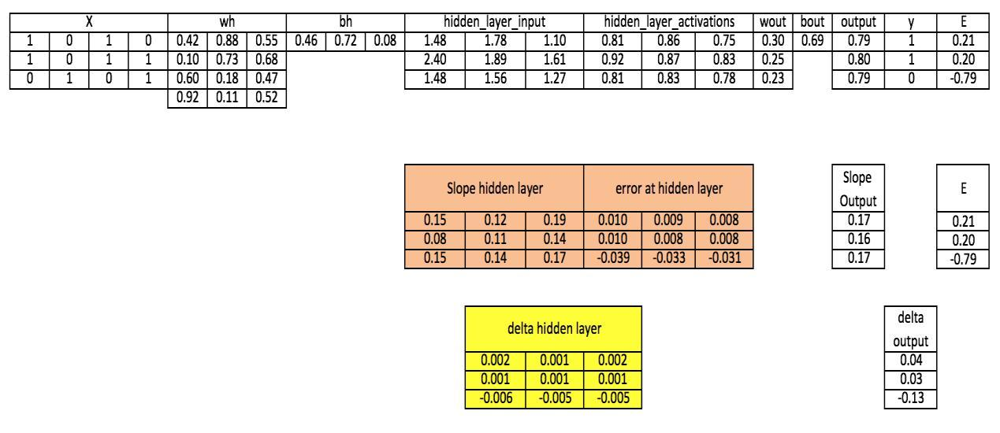 X wh bh hidden_layer_input hidden_layer_activations wout bout output y E
1 0 1 0 0.42 0.88 0.55 0.46 0.72 0.08 1.48 1.78 1.10 0.81 0.86 0.75 0.30 0.69 0.79 1 0.21
1 0 1 1 0.10 0.73 0.68 2.40 1.89 1.61 0.92 0.87 0.83 0.25 0.80 1 0.20
0 1 0 1 0.60 0.18 0.47 1.48 1.56 1.27 0.81 0.83 0.78 0.23 0.79 0 -0.79
0.92 0.11 0.52
Slope hidden layer error at hidden layer
0.15 0.12 0.19 0.010 0.009 0.008
0.08 0.11 0.14 0.010 0.008 0.008
0.15 0.14 0.17 -0.039 -0.033 -0.031
Slope
Output
0.17
0.16
0.17
E
0.21
0.20
-0.79
delta hidden layer
0.002 0.001 0.002
0.001 0.001 0.001
-0.006 -0.005 -0.005
delta
output
0.04
0.03
-0.13